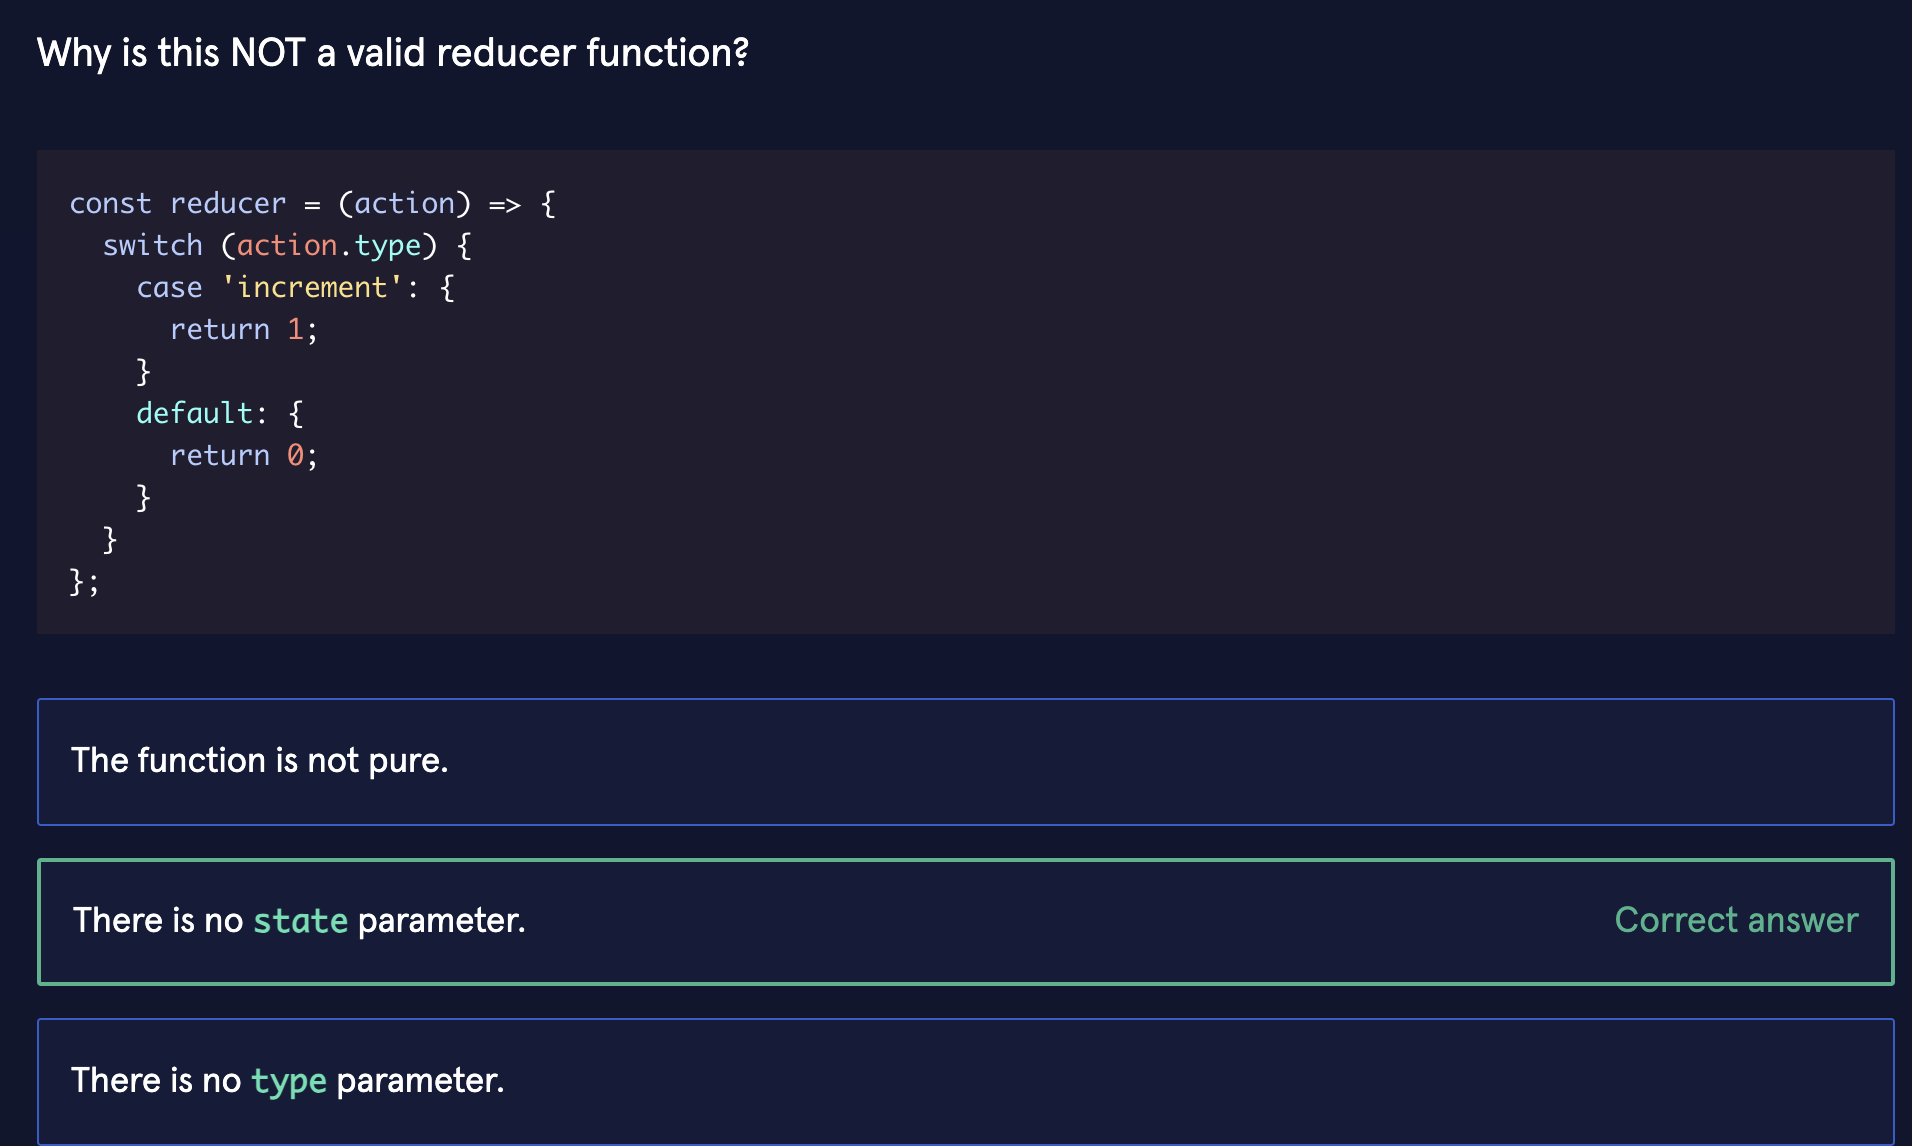 Why is this NOT a valid reducer function?
const reducer = (action) => {
  switch (action.type) {
    case 'increment': {
      return 1;
    }
    default: {
      return 0;
    }
  }
};
The function is not pure.
There is no state parameter. Correct answer
There is no type parameter.